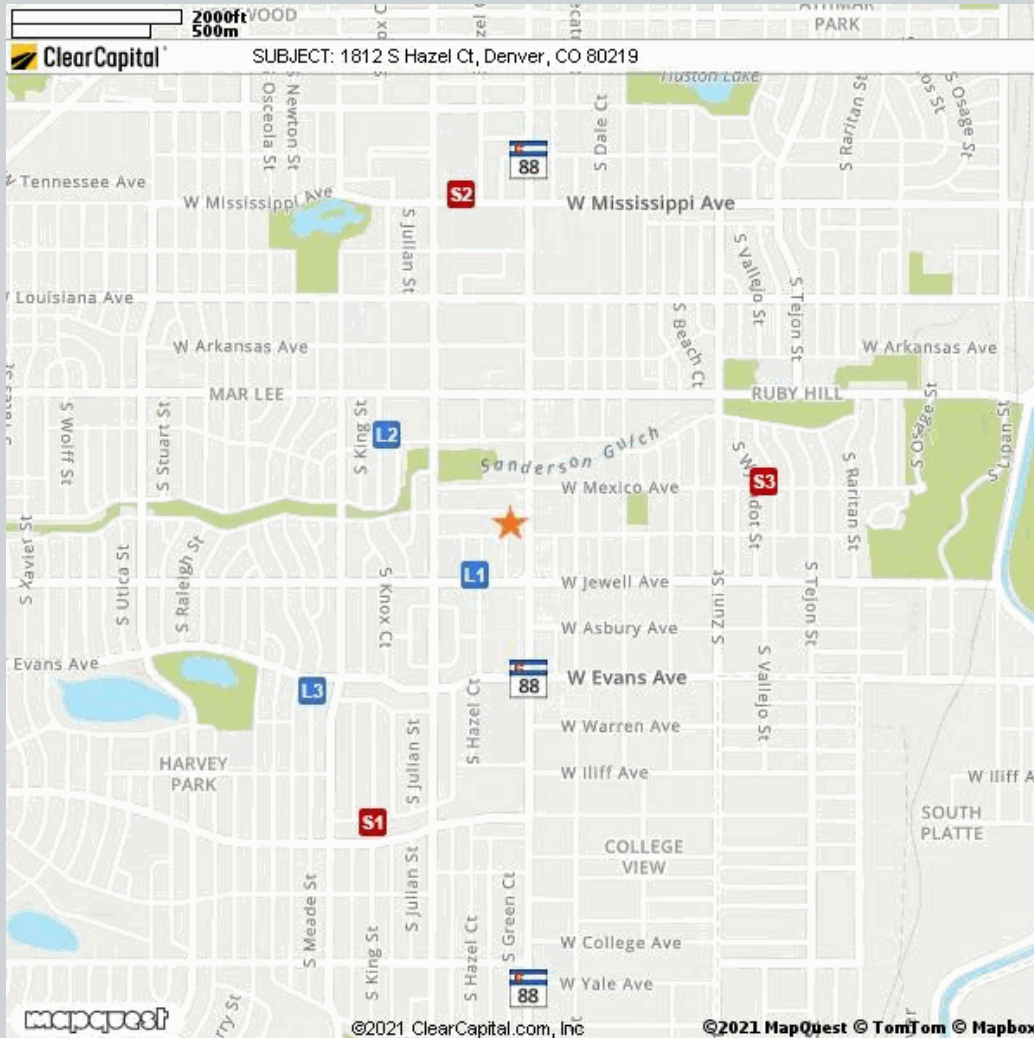 2000ft
500m
ATHMAR
PARK
ClearCapital
SUBJECT: 1812 S Hazel Ct, Denver, CO 80219
Huston Lake
S Osceola St
S Newton St
S Dale Ct
S Raritan St
S Osage St
88
Tennessee Ave
S2
W Mississippi Ave
W Mississippi Ave
S Julian St
S Vallejo St
S Tejon St
Louisiana Ave
S Beach Ct
W Arkansas Ave
W Arkansas Ave
MAR LEE
RUBY HILL
S Wolff St
S Stuart St
S King St
L2
S Osage St
S Lipan St
Sanderson Gulch
W Mexico Ave
S3
S Raritan St
S Xavier St
S Utica St
S Raleigh St
S Knox Ct
L1
W Jewell Ave
S Zuni St
S Tejon St
W Asbury Ave
Evans Ave
L3
88
W Evans Ave
S Vallejo St
S Hazel Ct
W Warren Ave
HARVEY
PARK
S Julian St
W Iliff Ave
W Iliff A
S1
SOUTH
PLATTE
COLLEGE
VIEW
S Meade St
S Julian St
S King St
S Hazel Ct
S Green Ct
W College Ave
88
W Yale Ave
mapquest
©2021 ClearCapital.com, Inc
©2021 MapQuest © TomTom © Mapbox